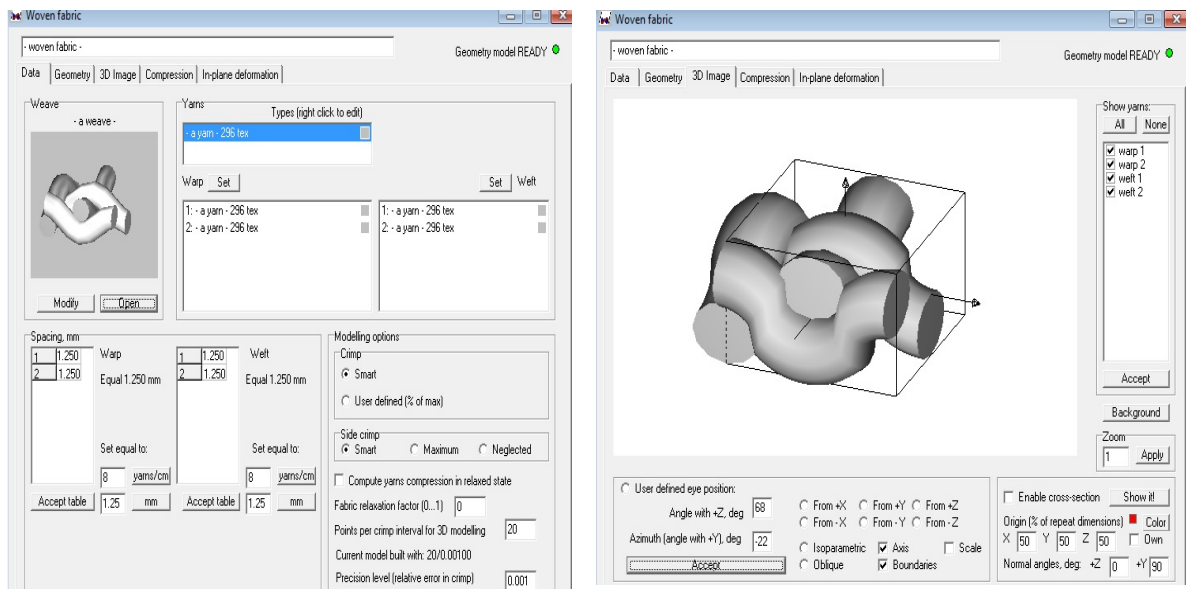 Woven fabric
- woven fabric -
Geometry model READY
Data Geometry 3D Image Compression In-plane deformation
Weave
- a weave -
Modify Open
Yarns
Types (right click to edit)
- a yarn - 296 tex
Warp Set Set Weft
1: - a yarn - 296 tex 1: - a yarn - 296 tex
2: - a yarn - 296 tex 2: - a yarn - 296 tex
Spacing, mm
1 1.250 Warp 1 1.250 Weft
2 1.250 Equal 1.250 mm 2 1.250 Equal 1.250 mm
Set equal to: Set equal to:
8 yarns/cm 8 yarns/cm
Accept table 1.25 mm Accept table 1.25 mm
Modelling options
Crimp
Smart
User defined (% of max)
Side crimp
Smart Maximum Neglected
Compute yarns compression in relaxed state
Fabric relaxation factor (0...1) 0
Points per crimp interval for 3D modelling 20
Current model built with: 20/0.00100
Precision level (relative error in crimp) 0.001
Woven fabric
- woven fabric -
Geometry model READY
Data Geometry 3D Image Compression In-plane deformation
Show yarns:
All None
warp 1
warp 2
weft 1
weft 2
Accept
Background
Zoom
1 Apply
User defined eye position:
Angle with +Z, deg 68
Azimuth (angle with +Y), deg -22
Accept
From +X From +Y From +Z
From - X From - Y From - Z
Isoparametric Axis Scale
Oblique Boundaries
Enable cross-section Show it!
Origin (% of repeat dimensions) Color
X 50 Y 50 Z 50 Own
Normal angles, deg: +Z 0 +Y 90